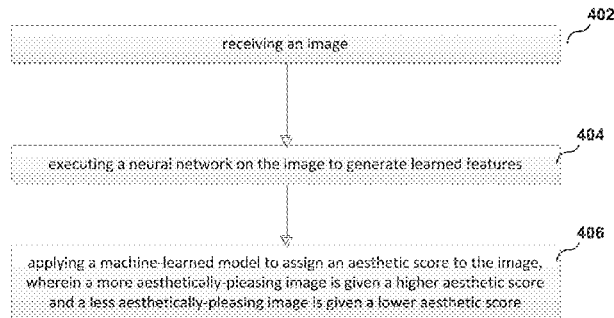 402
receiving an image
404
executing a neural network on the image to generate learned features
406
applying a machine-learned model to assign an aesthetic score to the image,
wherein a more aesthetically-pleasing image is given a higher aesthetic score
and a less aesthetically-pleasing image is given a lower aesthetic score